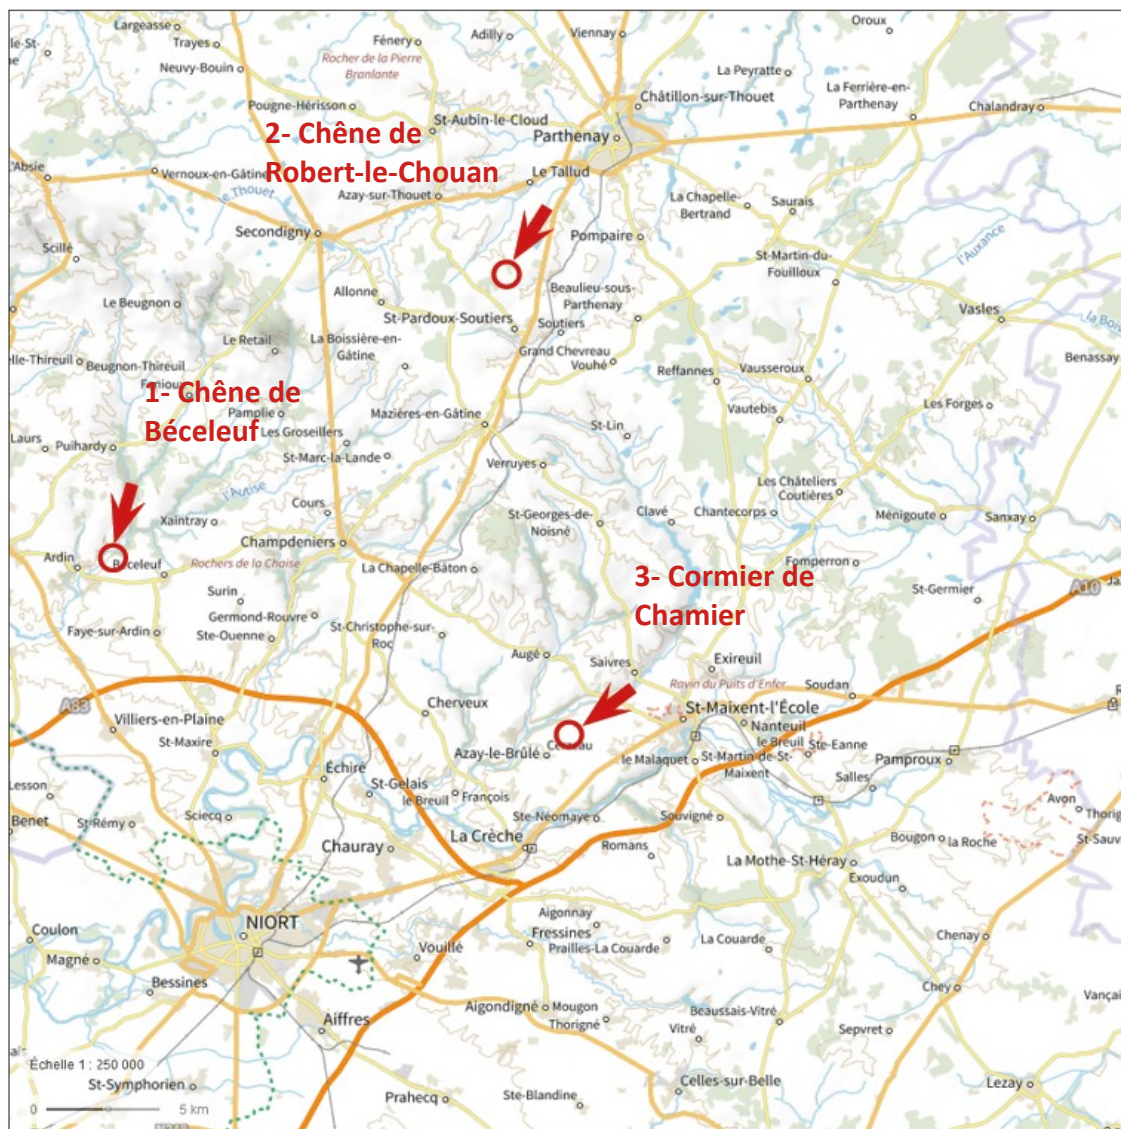 Largeasse
Trayes
Neuvy-Bouin
Fénery
Rocher de la Pierre
Branlante
Adilly
Viennay
Oroux
La Peyratte
La Ferrière-en-
Parthenay
Chalandray
Châtillon-sur-Thouet
Pougne-Hérisson
St-Aubin-le-Cloud
Parthenay
2- Chêne de
Robert-le-Chouan
Vernoux-en-Gâtine
le Thouet
Azay-sur-Thouet
Le Tallud
La Chapelle-
Bertrand
Saurais
Secondigny
Pompaire
St-Martin-du-
Fouilloux
l'Auxance
Scillé
Le Beugnon
Allonne
Beaulieu-sous-
Parthenay
Vasles
St-Pardoux-Soutiers
Soutiers
Le Retail
La Boissière-en-
Gâtine
Grand Chevreau
Vouhé
Benassay
Beugnon-Thireuil
Reffannes
Vausseroux
1- Chêne de
Béceleuf
Pamplie
Mazières-en-Gâtine
Vautebis
Les Forges
Laurs
Puihardy
Les Groseillers
St-Marc-la-Lande
St-Lin
Verruyes
l'Autise
Les Châteliers
Coutières
Cours
Xaintray
St-Georges-de-
Noisné
Clavé
Chantecorps
Ménigoute
Sanxay
Champdeniers
Ardin
Béceleuf
Rochers de la Chaise
La Chapelle-Bâton
Fomperron
3- Cormier de
Chamier
A10
Surin
St-Germier
Germond-Rouvre
Ste-Ouenne
Faye-sur-Ardin
St-Christophe-sur-
Roc
Augé
Saivres
Exireuil
Ravin du Puits d'Enfer
Soudan
A83
Villiers-en-Plaine
Cherveux
St-Maixent-l'École
Nanteuil
le Breuil
Ste-Eanne
St-Maxire
Azay-le-Brûlé
le Malaquet
St-Martin-de-St-
Maixent
Pamproux
Échiré
Salles
St-Gelais
le Breuil
François
Lesson
Benet
St-Rémy
Sciecq
Ste-Néomaye
Souvigné
Avon
La Crèche
Chauray
Romans
Bougon
la Roche
La Mothe-St-Héray
Exoudun
NIORT
Coulon
Magné
Bessines
Aigonnay
Fressines
Prailles-La Couarde
La Couarde
Chenay
Vouillé
Chey
Aiffres
Aigondigné
Mougon
Thorigné
Beaussais-Vitré
Vitré
Sepvret
Échelle 1 : 250 000
St-Symphorien
0
5 km
Prahecq
Ste-Blandine
Celles-sur-Belle
Lezay